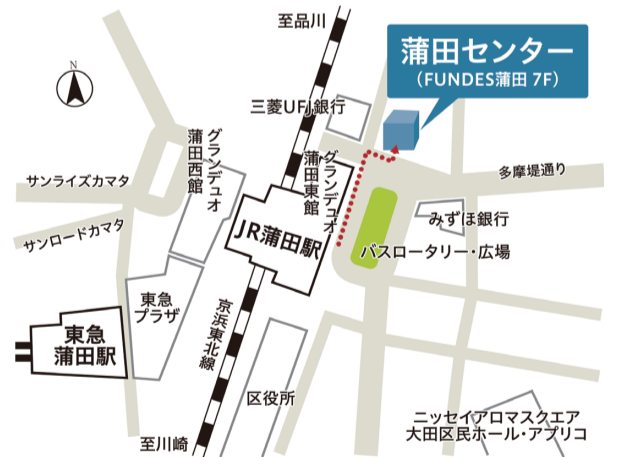 至品川
蒲田センター
（FUNDES蒲田 7F）
N
三菱UFJ銀行
グランデュオ
蒲田西館
グランデュオ
蒲田東館
多摩堤通り
サンライズカマタ
みずほ銀行
サンロードカマタ
JR蒲田駅
バスロータリー・広場
東急
プラザ
京浜東北線
東急
蒲田駅
区役所
ニッセイアロマスクエア
大田区民ホール・アプリコ
至川崎